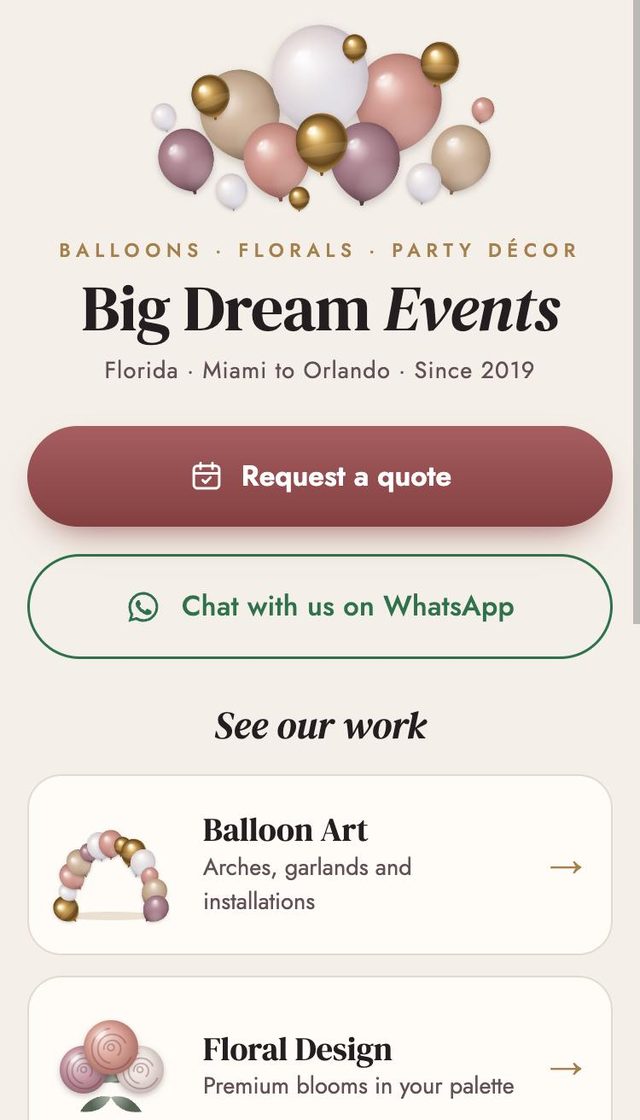 BALLOONS · FLORALS · PARTY DÉCOR
Big Dream Events
Florida · Miami to Orlando · Since 2019
Request a quote
Chat with us on WhatsApp
See our work
Balloon Art
Arches, garlands and
installations
→
Floral Design
Premium blooms in your palette
→